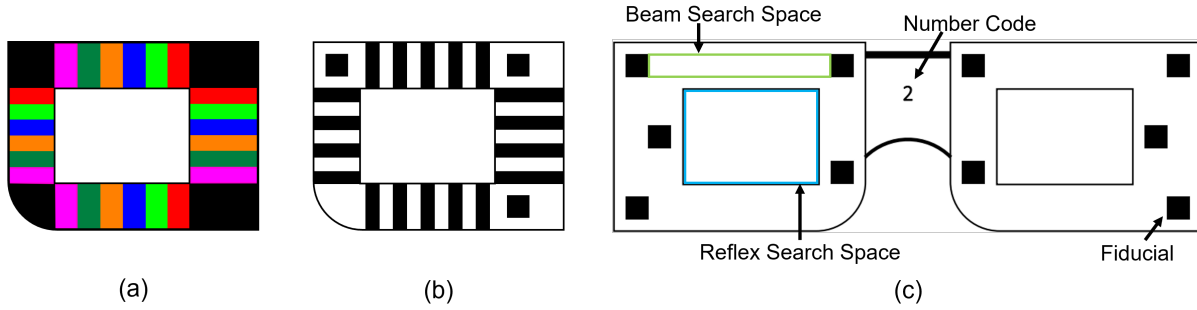 Beam Search Space
Number Code
2
Reflex Search Space
Fiducial
(a)
(b)
(c)